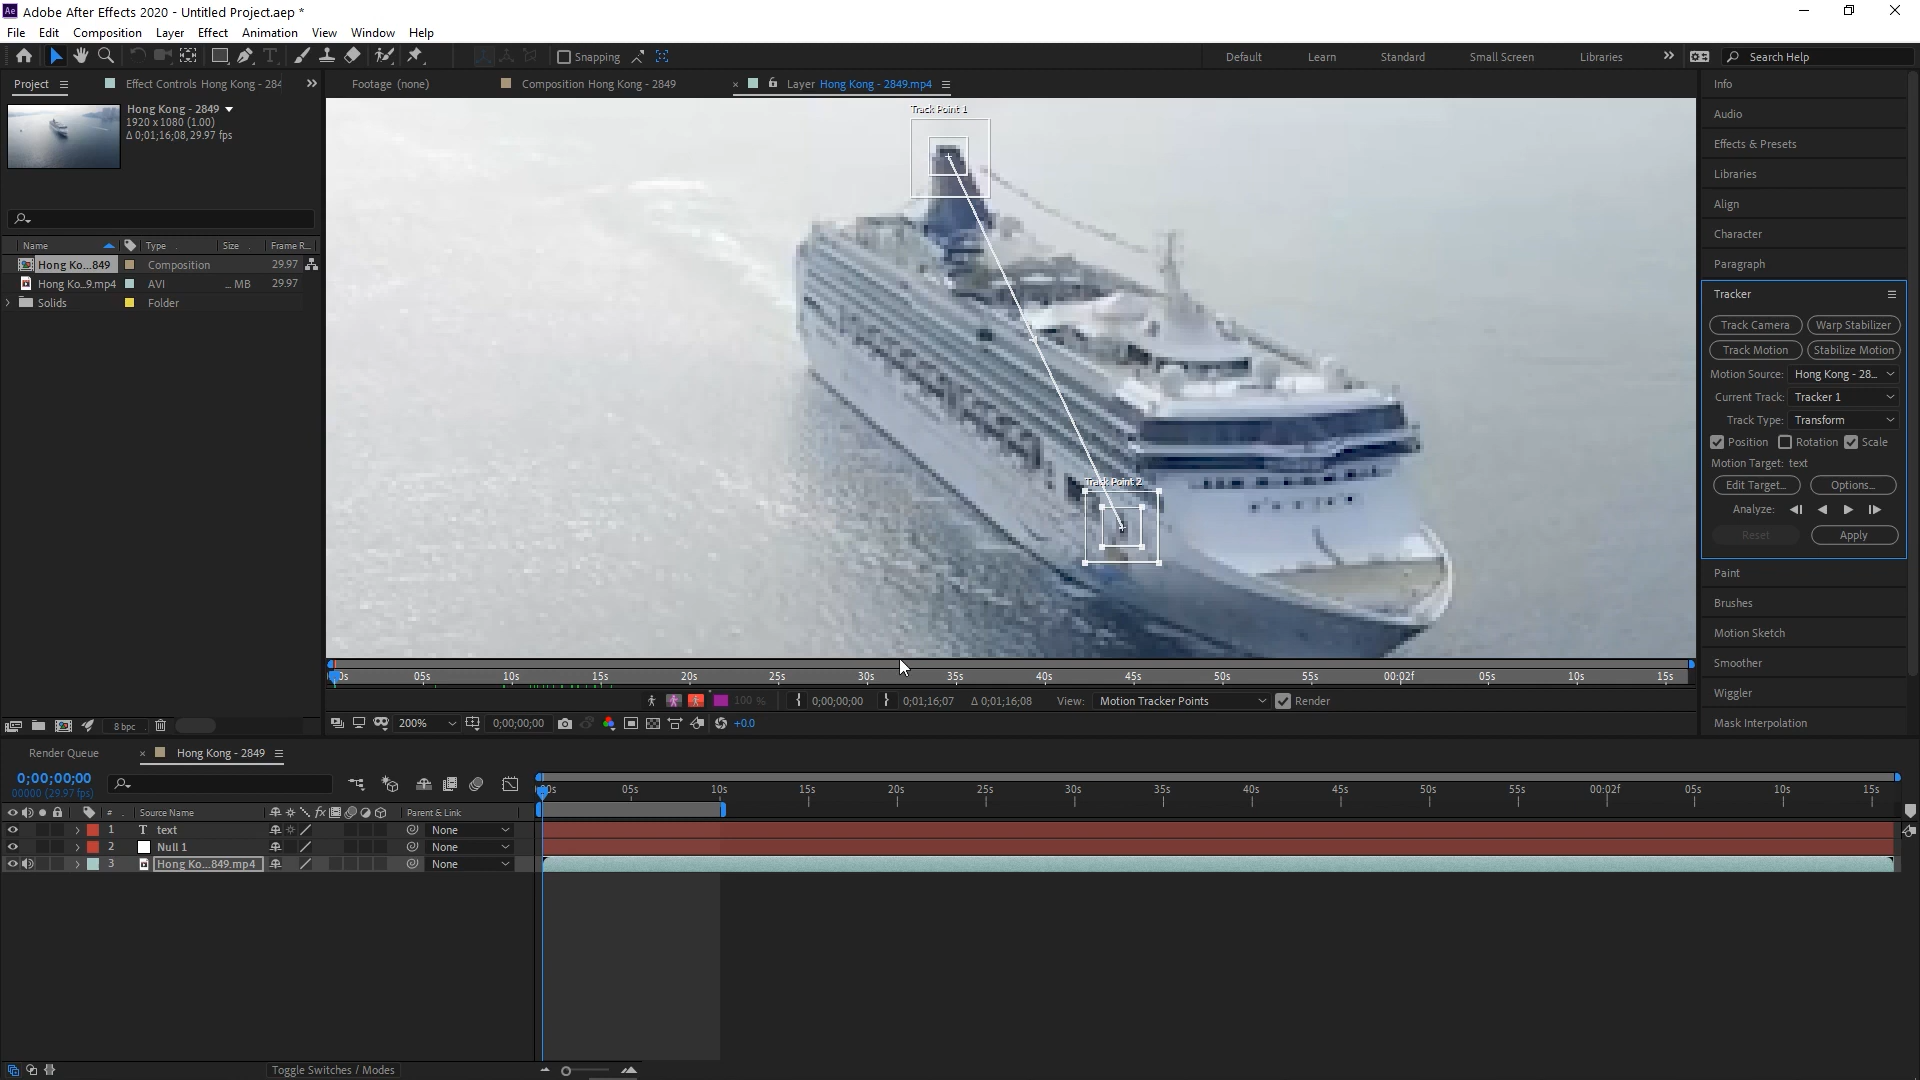 Ae Adobe After Effects 2020 - Untitled Project.aep *
File Edit Composition Layer Effect Animation View Window Help
Snapping Default Learn Standard Small Screen Libraries Search Help
Project Effect Controls Hong Kong - 284
Footage (none) Composition Hong Kong - 2849 Layer Hong Kong - 2849.mp4
Hong Kong - 2849
1920 x 1080 (1.00)
Δ 0;01;16;08, 29.97 fps
Name Type Size Frame R...
Hong Ko...849 Composition 29.97
Hong Ko...9.mp4 AVI ... MB 29.97
Solids Folder
8 bpc
Track Point 1
Track Point 2
05s 10s 15s 20s 25s 30s 35s 40s 45s 50s 55s 00:02f 05s 10s 15s
100 % 0;00;00;00 0;01;16;07 Δ 0;01;16;08 View: Motion Tracker Points Render
200% 0;00;00;00 +0.0
Info
Audio
Effects & Presets
Libraries
Align
Character
Paragraph
Tracker
Track Camera Warp Stabilizer
Track Motion Stabilize Motion
Motion Source: Hong Kong - 28...
Current Track: Tracker 1
Track Type: Transform
Position Rotation Scale
Motion Target: text
Edit Target... Options...
Analyze:
Reset Apply
Paint
Brushes
Motion Sketch
Smoother
Wiggler
Mask Interpolation
Render Queue Hong Kong - 2849
0;00;00;00
00000 (29.97 fps)
05s 10s 15s 20s 25s 30s 35s 40s 45s 50s 55s 00:02f 05s 10s 15s
# Source Name fx Parent & Link
1 T text None
2 Null 1 None
3 Hong Ko...849.mp4 None
Toggle Switches / Modes